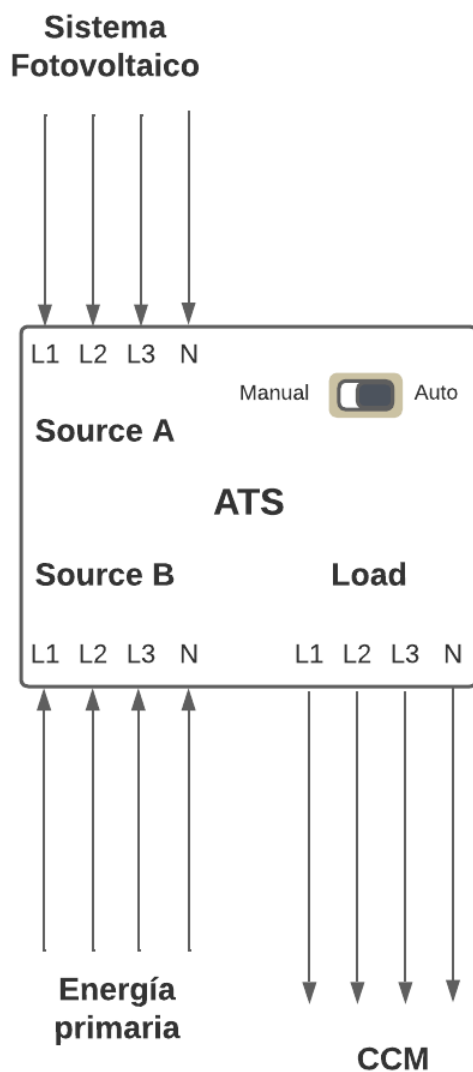 Sistema
Fotovoltaico
L1 L2 L3 N
Manual Auto
Source A
ATS
Source B Load
L1 L2 L3 N L1 L2 L3 N
Energía
primaria
CCM